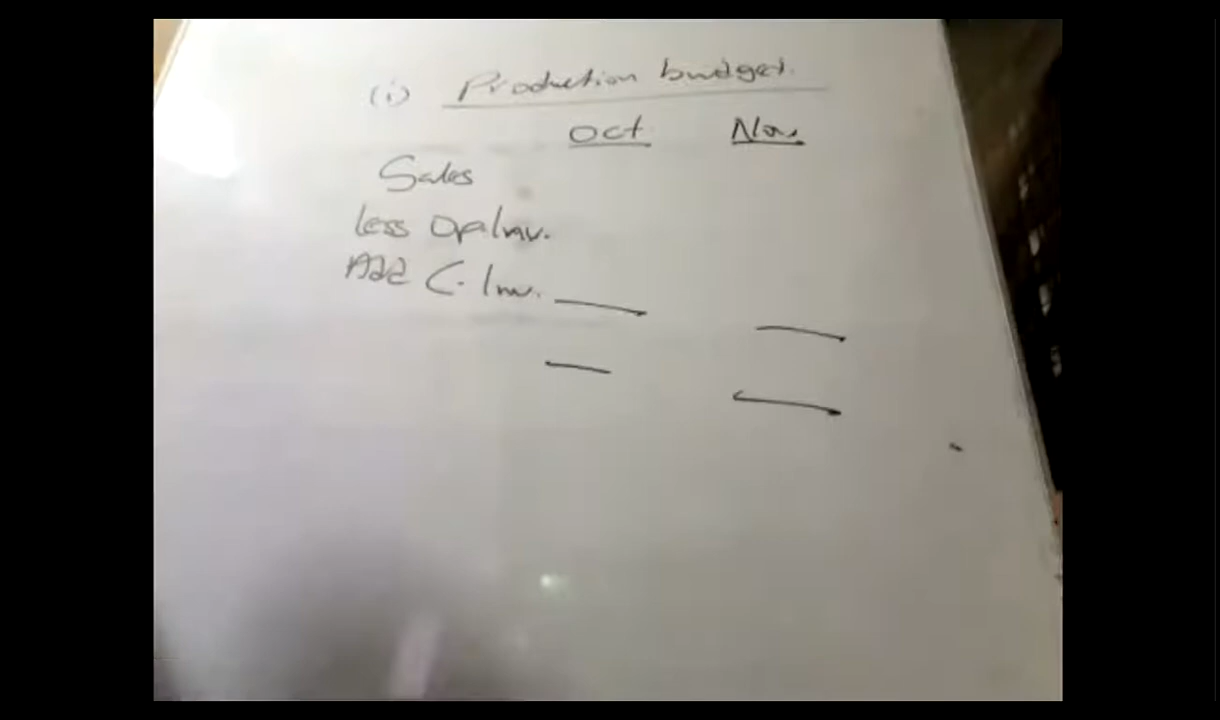 (i) Production budget.
Oct Nov.
Sales
less Op Inv.
Add C. Inv.